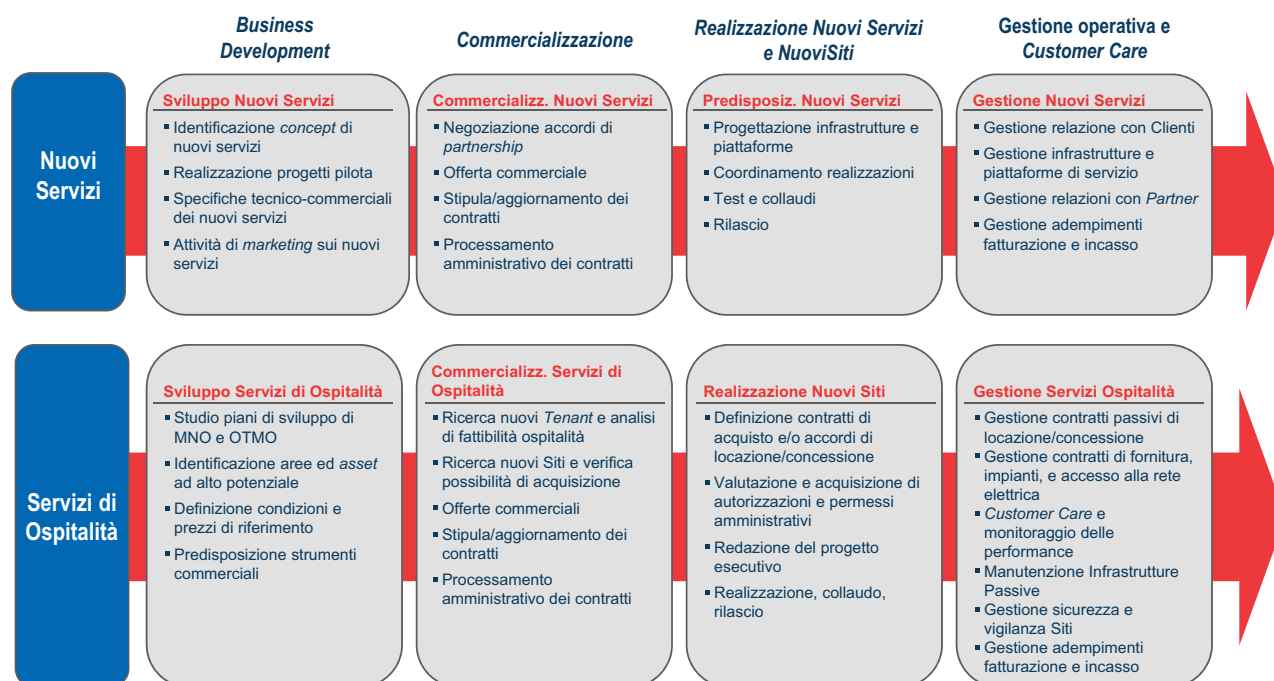 Business
Development
Commercializzazione
Realizzazione Nuovi Servizi
e NuoviSiti
Gestione operativa e
Customer Care
Nuovi
Servizi
Sviluppo Nuovi Servizi
▪ Identificazione concept di
nuovi servizi
▪ Realizzazione progetti pilota
▪ Specifiche tecnico-commerciali
dei nuovi servizi
▪ Attività di marketing sui nuovi
servizi
Commercializz. Nuovi Servizi
▪ Negoziazione accordi di
partnership
▪ Offerta commerciale
▪ Stipula/aggiornamento dei
contratti
▪ Processamento
amministrativo dei contratti
Predisposiz. Nuovi Servizi
▪ Progettazione infrastrutture e
piattaforme
▪ Coordinamento realizzazioni
▪ Test e collaudi
▪ Rilascio
Gestione Nuovi Servizi
▪ Gestione relazione con Clienti
▪ Gestione infrastrutture e
piattaforme di servizio
▪ Gestione relazioni con Partner
▪ Gestione adempimenti
fatturazione e incasso
Servizi di
Ospitalità
Sviluppo Servizi di Ospitalità
▪ Studio piani di sviluppo di
MNO e OTMO
▪ Identificazione aree ed asset
ad alto potenziale
▪ Definizione condizioni e
prezzi di riferimento
▪ Predisposizione strumenti
commerciali
Commercializz. Servizi di
Ospitalità
▪ Ricerca nuovi Tenant e analisi
di fattibilità ospitalità
▪ Ricerca nuovi Siti e verifica
possibilità di acquisizione
▪ Offerte commerciali
▪ Stipula/aggiornamento dei
contratti
▪ Processamento
amministrativo dei contratti
Realizzazione Nuovi Siti
▪ Definizione contratti di
acquisto e/o accordi di
locazione/concessione
▪ Valutazione e acquisizione di
autorizzazioni e permessi
amministrativi
▪ Redazione del progetto
esecutivo
▪ Realizzazione, collaudo,
rilascio
Gestione Servizi Ospitalità
▪ Gestione contratti passivi di
locazione/concessione
▪ Gestione contratti di fornitura,
impianti, e accesso alla rete
elettrica
▪ Customer Care e
monitoraggio delle
performance
▪ Manutenzione Infrastrutture
Passive
▪ Gestione sicurezza e
vigilanza Siti
▪ Gestione adempimenti
fatturazione e incasso